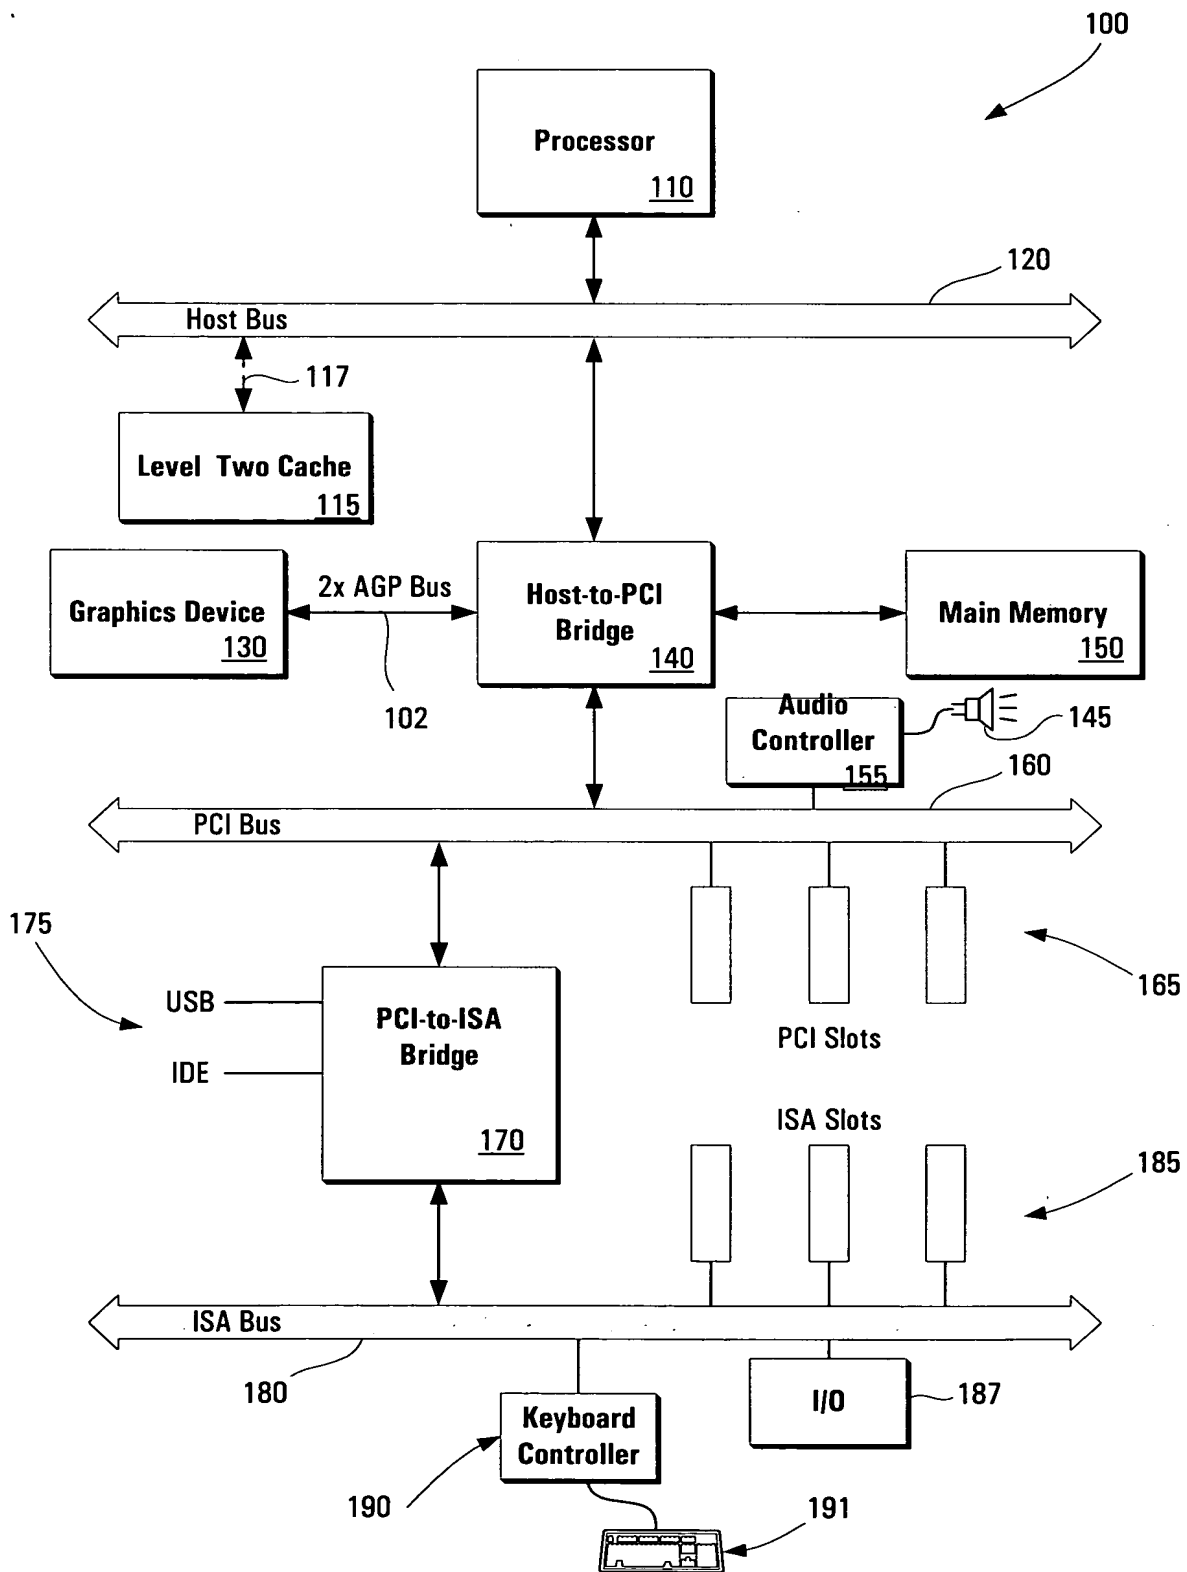 100
Processor
110
120
Host Bus
117
Level Two Cache
115
2x AGP Bus
Graphics Device
130
Host-to-PCI
Bridge
140
Main Memory
150
102
Audio
Controller
155
145
160
PCI Bus
175
USB
IDE
PCI-to-ISA
Bridge
170
165
PCI Slots
ISA Slots
185
ISA Bus
180
I/O
187
Keyboard
Controller
190
191